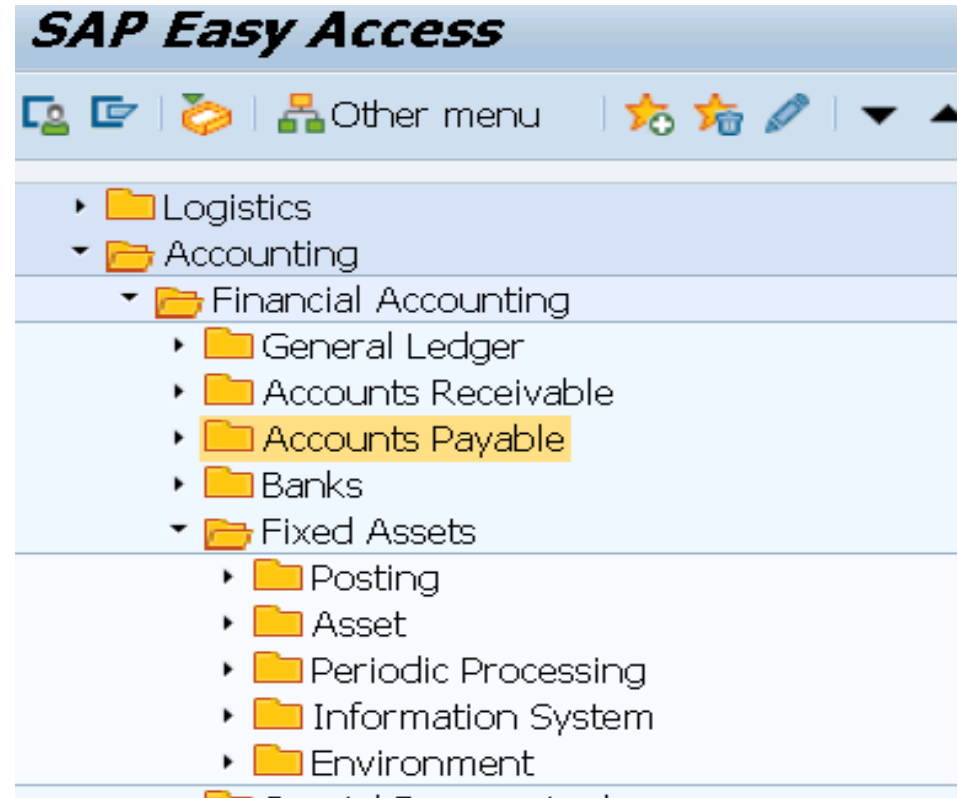 SAP Easy Access
Other menu
Logistics
Accounting
Financial Accounting
General Ledger
Accounts Receivable
Accounts Payable
Banks
Fixed Assets
Posting
Asset
Periodic Processing
Information System
Environment